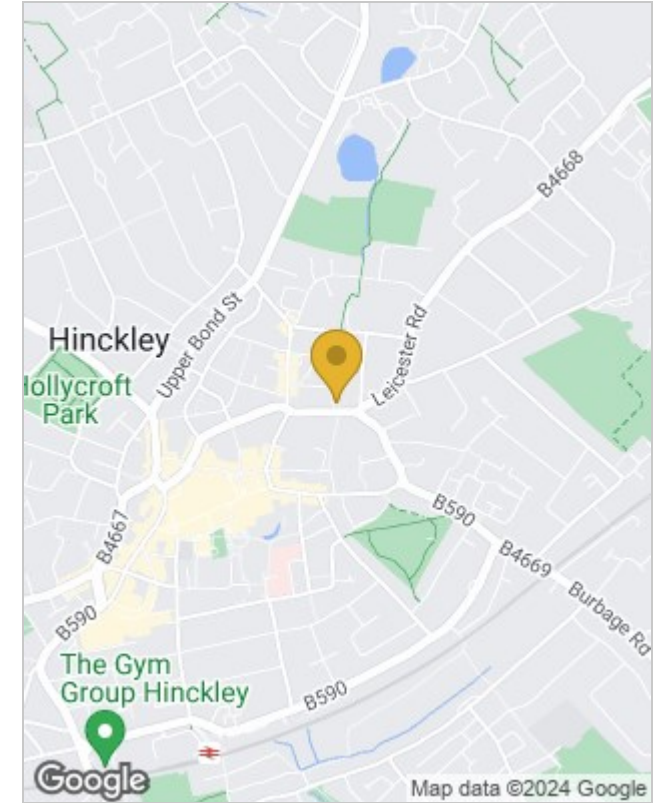 B4668
Upper Bond St
Hinckley
Leicester Rd
Hollycroft
Park
B4667
B590
B4669
Burbage Rd
B590
The Gym
Group Hinckley
B590
Google
Map data ©2024 Google